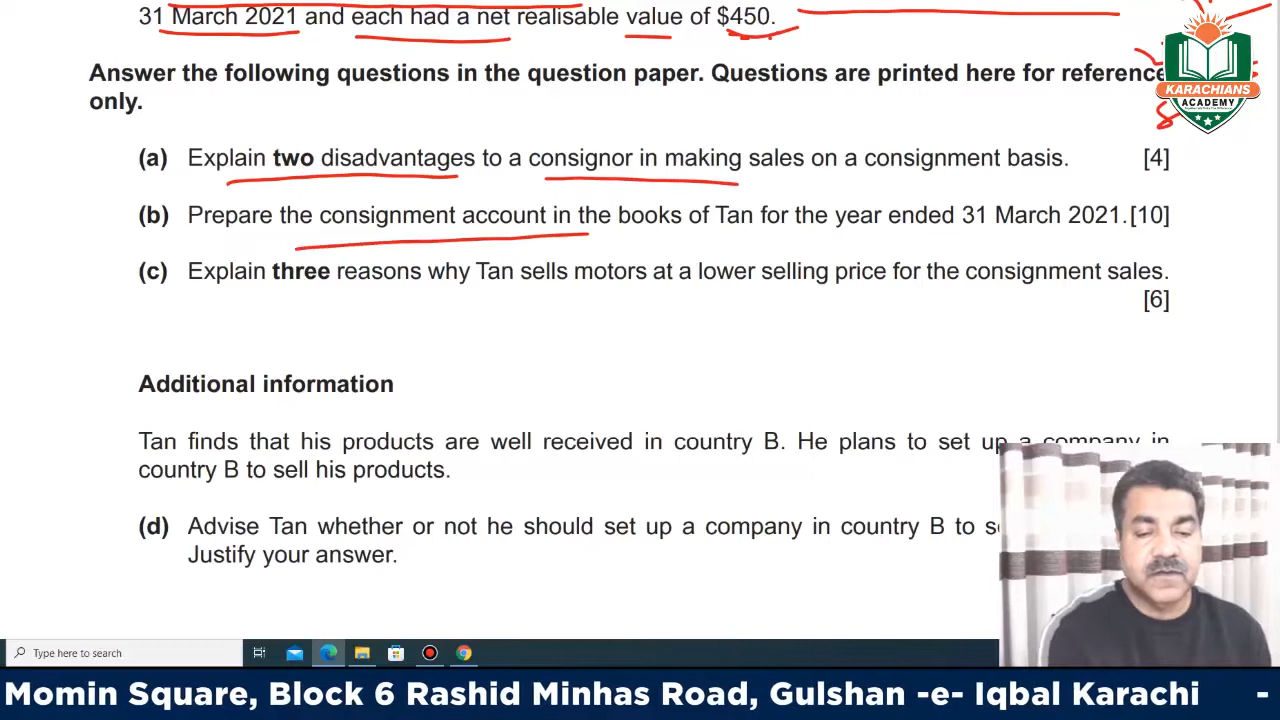 31 March 2021 and each had a net realisable value of $450.
Answer the following questions in the question paper. Questions are printed here for reference
only.
KARACHIANS
ACADEMY
(a) Explain two disadvantages to a consignor in making sales on a consignment basis. [4]
(b) Prepare the consignment account in the books of Tan for the year ended 31 March 2021. [10]
(c) Explain three reasons why Tan sells motors at a lower selling price for the consignment sales.
[6]
Additional information
Tan finds that his products are well received in country B. He plans to set up a company in
country B to sell his products.
(d) Advise Tan whether or not he should set up a company in country B to
Justify your answer.
Type here to search
Momin Square, Block 6 Rashid Minhas Road, Gulshan -e- Iqbal Karachi -